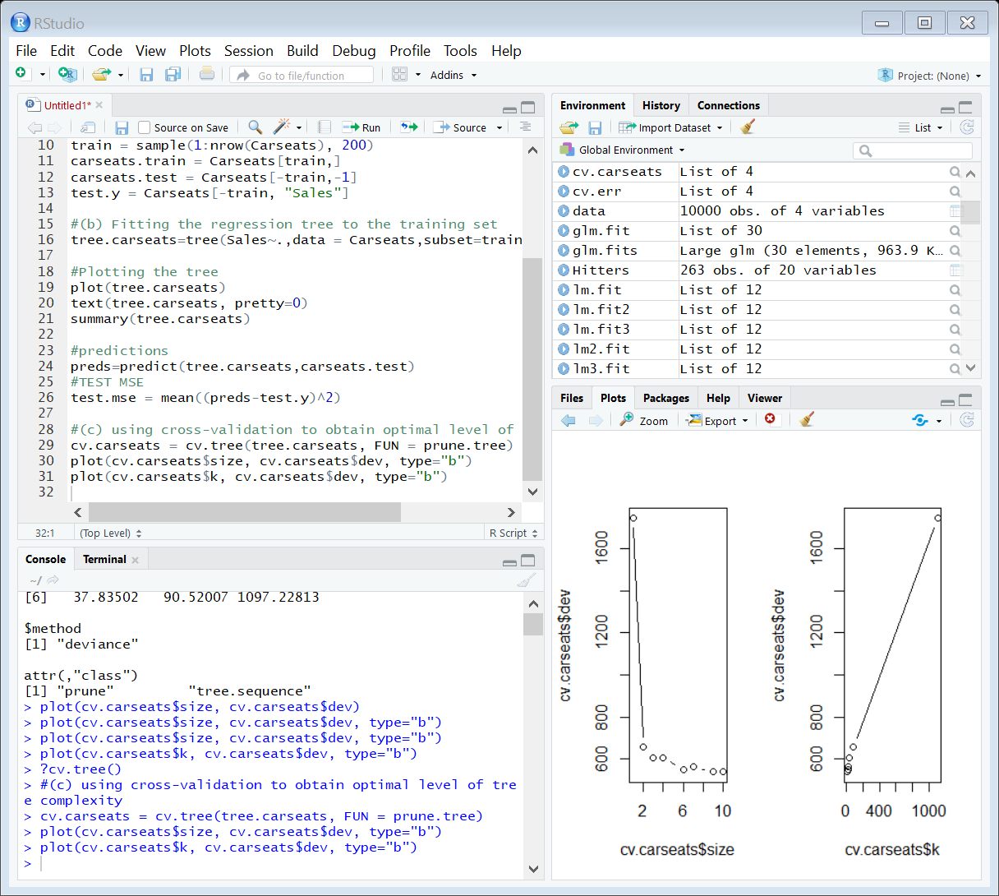 RStudio
File Edit Code View Plots Session Build Debug Profile Tools Help
Go to file/function Addins Project: (None)
Untitled1*
Source on Save Run Source
10 train = sample(1:nrow(Carseats), 200)
11 carseats.train = Carseats[train,]
12 carseats.test = Carseats[-train,-1]
13 test.y = Carseats[-train, "Sales"]
14
15 #(b) Fitting the regression tree to the training set
16 tree.carseats=tree(Sales~.,data = Carseats,subset=train
17
18 #Plotting the tree
19 plot(tree.carseats)
20 text(tree.carseats, pretty=0)
21 summary(tree.carseats)
22
23 #predictions
24 preds=predict(tree.carseats,carseats.test)
25 #TEST MSE
26 test.mse = mean((preds-test.y)^2)
27
28 #(c) using cross-validation to obtain optimal level of
29 cv.carseats = cv.tree(tree.carseats, FUN = prune.tree)
30 plot(cv.carseats$size, cv.carseats$dev, type="b")
31 plot(cv.carseats$k, cv.carseats$dev, type="b")
32
32:1 (Top Level) R Script
Console Terminal
~/
[6] 37.83502 90.52007 1097.22813
$method
[1] "deviance"
attr(,"class")
[1] "prune" "tree.sequence"
> plot(cv.carseats$size, cv.carseats$dev)
> plot(cv.carseats$size, cv.carseats$dev, type="b")
> plot(cv.carseats$size, cv.carseats$dev, type="b")
> plot(cv.carseats$k, cv.carseats$dev, type="b")
> ?cv.tree()
> #(c) using cross-validation to obtain optimal level of tre
e complexity
> cv.carseats = cv.tree(tree.carseats, FUN = prune.tree)
> plot(cv.carseats$size, cv.carseats$dev, type="b")
> plot(cv.carseats$k, cv.carseats$dev, type="b")
>
Environment History Connections
Import Dataset List
Global Environment
cv.carseats List of 4
cv.err List of 4
data 10000 obs. of 4 variables
glm.fit List of 30
glm.fits Large glm (30 elements, 963.9 K…
Hitters 263 obs. of 20 variables
lm.fit List of 12
lm.fit2 List of 12
lm.fit3 List of 12
lm2.fit List of 12
lm3.fit List of 12
Files Plots Packages Help Viewer
Zoom Export
cv.carseats$dev
600 800 1200 1600
2 6 10
cv.carseats$size
cv.carseats$dev
600 800 1200 1600
0 400 1000
cv.carseats$k